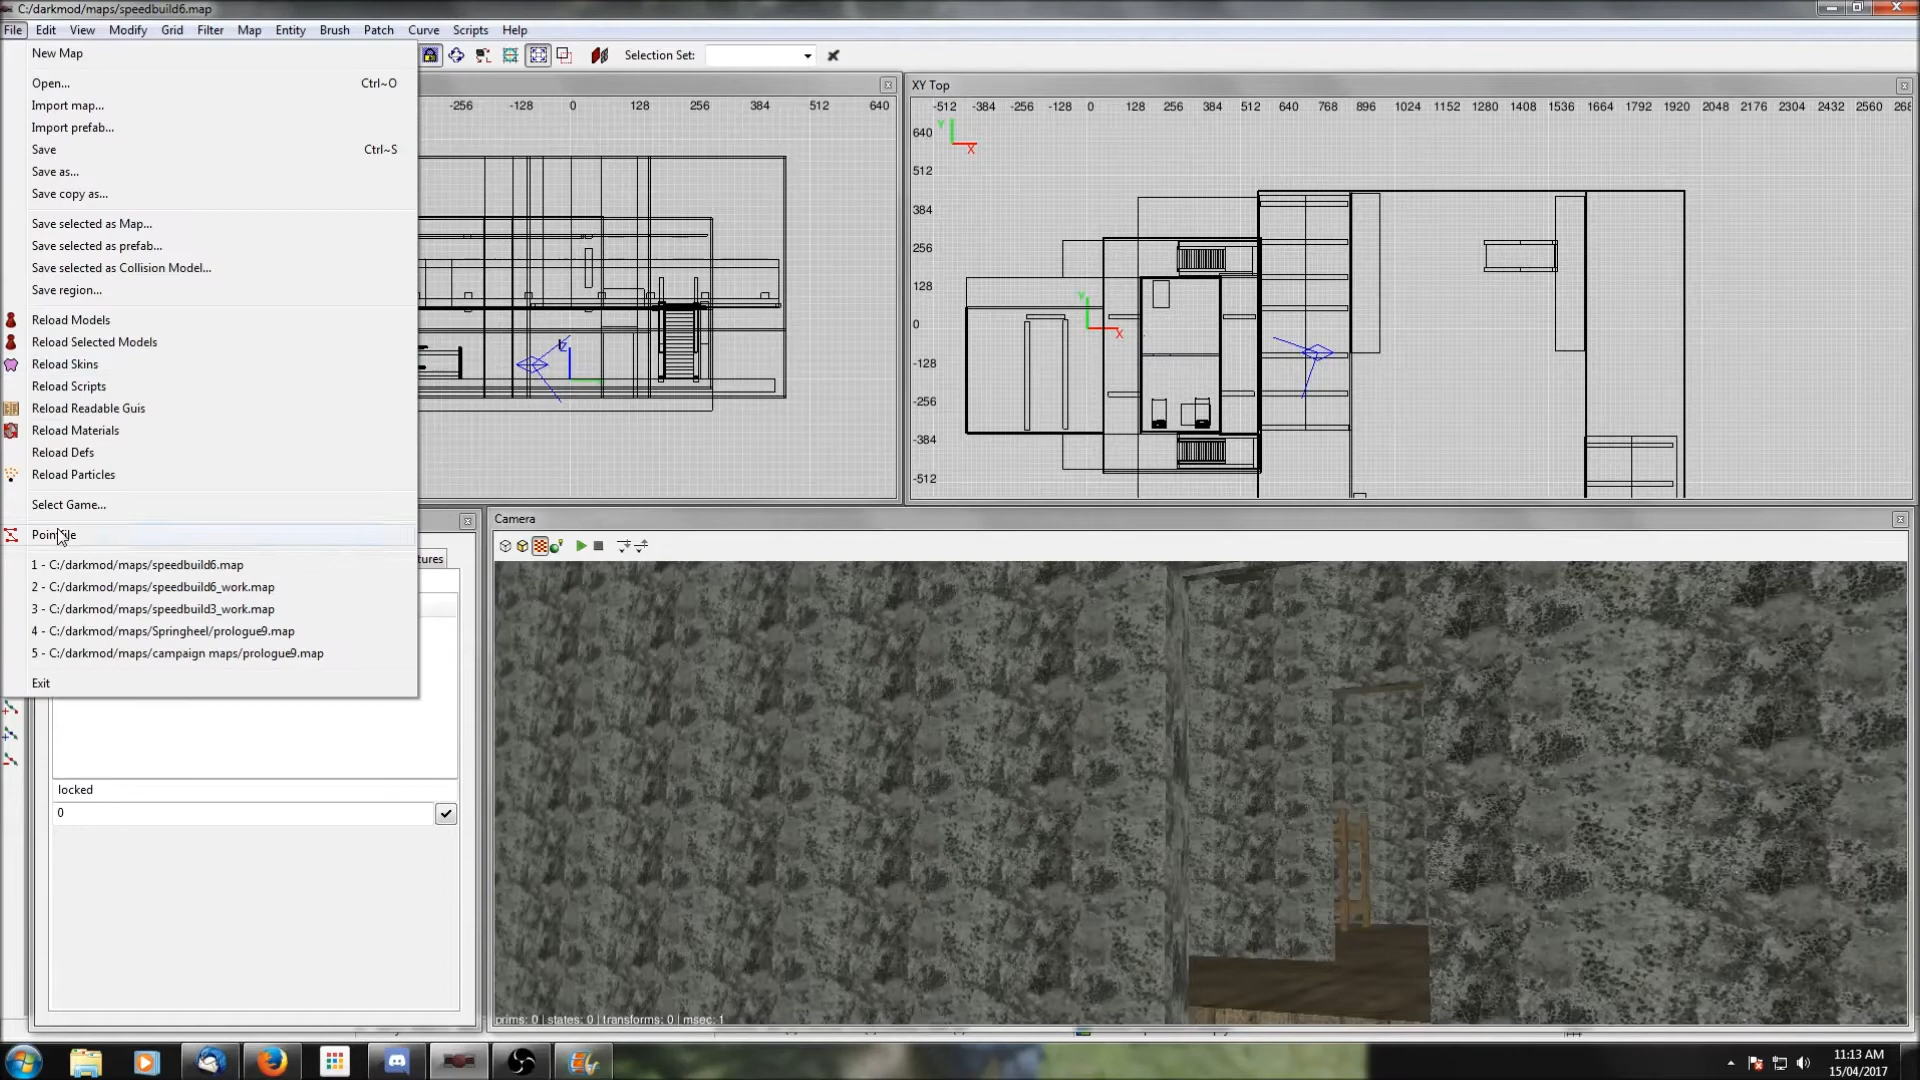 C:/darkmod/maps/speedbuild6.map
File Edit View Modify Grid Filter Map Entity Brush Patch Curve Scripts Help
New Map
Open... Ctrl~O
Import map...
Import prefab...
Save Ctrl~S
Save as...
Save copy as...
Save selected as Map...
Save selected as prefab...
Save selected as Collision Model...
Save region...
Reload Models
Reload Selected Models
Reload Skins
Reload Scripts
Reload Readable Guis
Reload Materials
Reload Defs
Reload Particles
Select Game...
1 - C:/darkmod/maps/speedbuild6.map
2 - C:/darkmod/maps/speedbuild6_work.map
3 - C:/darkmod/maps/speedbuild3_work.map
4 - C:/darkmod/maps/Springheel/prologue9.map
5 - C:/darkmod/maps/campaign maps/prologue9.map
Exit
Selection Set:
-256 -128 0 128 256 384 512 640
Z
XY Top
-512 -384 -256 -128 0 128 256 384 512 640 768 896 1024 1152 1280 1408 1536 1664 1792 1920 2048 2176 2304 2432 2560
640
512
384
256
128
0
-128
-256
-384
-512
Y
X
Y
X
tures
locked
0
Camera
prims: 0 | states: 0 | transforms: 0 | msec: 1
11:13 AM
15/04/2017